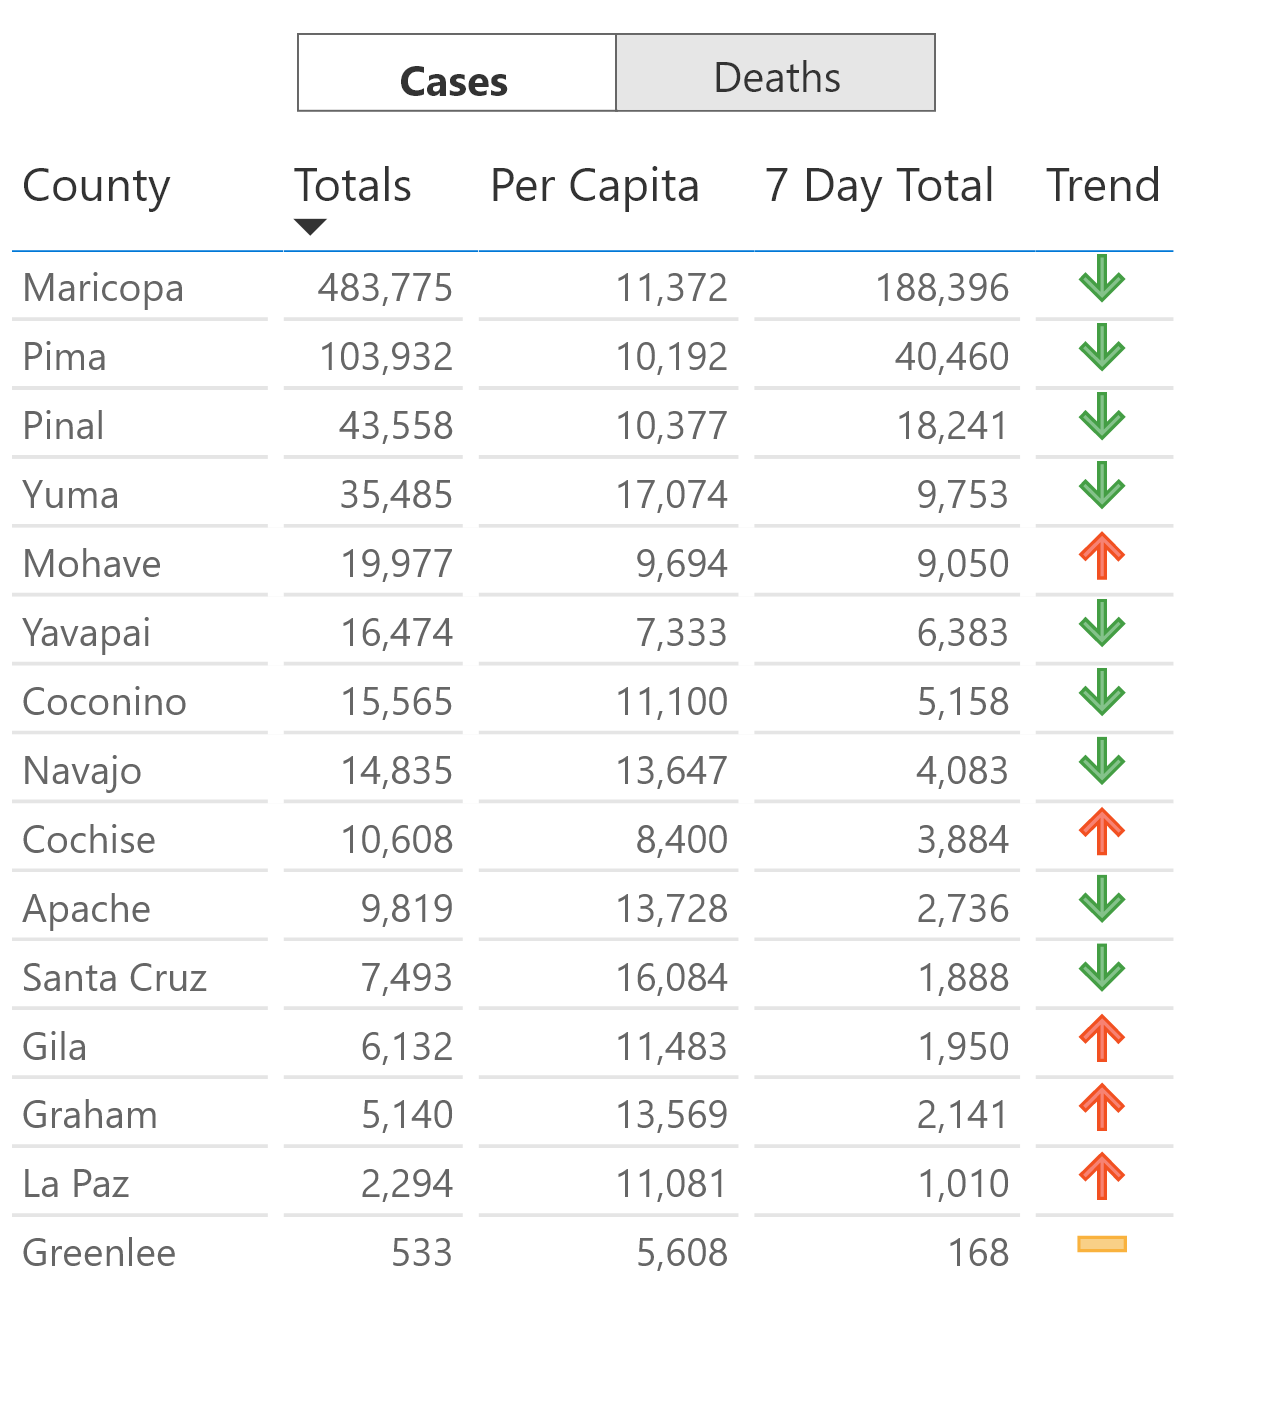 Cases Deaths
County Totals Per Capita 7 Day Total Trend
Maricopa 483,775 11,372 188,396
Pima 103,932 10,192 40,460
Pinal 43,558 10,377 18,241
Yuma 35,485 17,074 9,753
Mohave 19,977 9,694 9,050
Yavapai 16,474 7,333 6,383
Coconino 15,565 11,100 5,158
Navajo 14,835 13,647 4,083
Cochise 10,608 8,400 3,884
Apache 9,819 13,728 2,736
Santa Cruz 7,493 16,084 1,888
Gila 6,132 11,483 1,950
Graham 5,140 13,569 2,141
La Paz 2,294 11,081 1,010
Greenlee 533 5,608 168